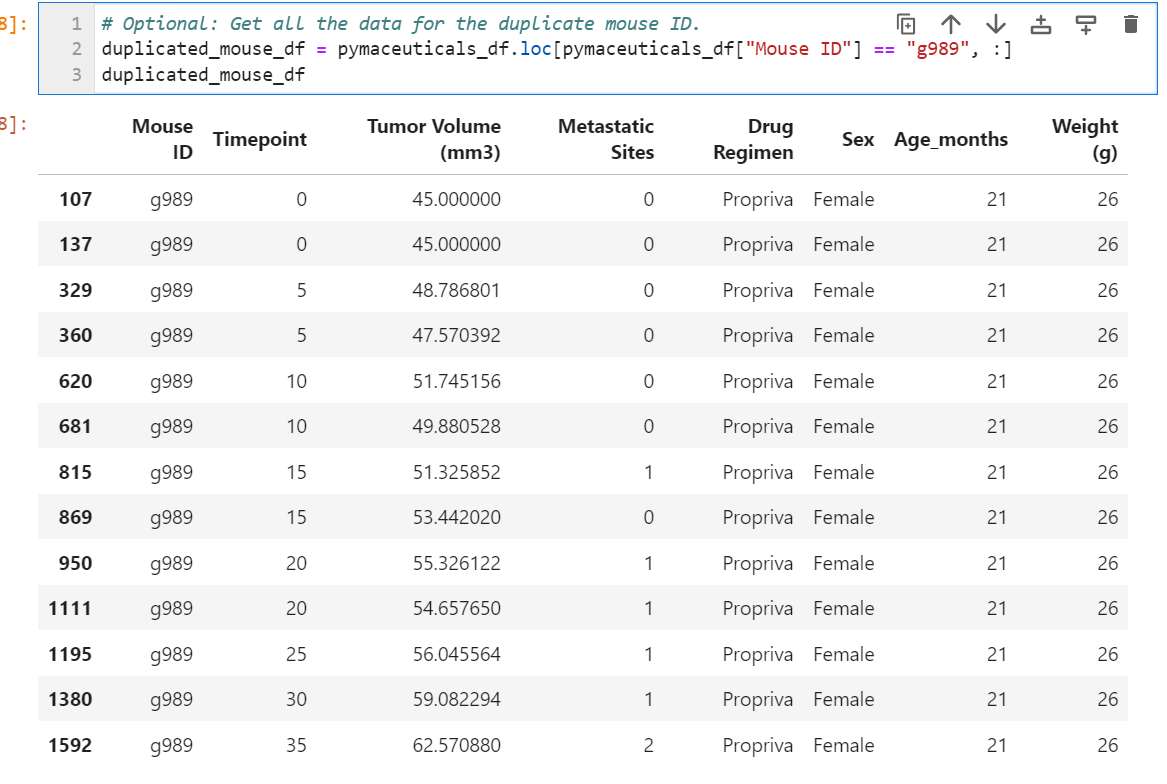 8]:
1 # Optional: Get all the data for the duplicate mouse ID.
2 duplicated_mouse_df = pymaceuticals_df.loc[pymaceuticals_df["Mouse ID"] == "g989", :]
3 duplicated_mouse_df
8]:
Mouse ID Timepoint Tumor Volume (mm3) Metastatic Sites Drug Regimen Sex Age_months Weight (g)
107 g989 0 45.000000 0 Propriva Female 21 26
137 g989 0 45.000000 0 Propriva Female 21 26
329 g989 5 48.786801 0 Propriva Female 21 26
360 g989 5 47.570392 0 Propriva Female 21 26
620 g989 10 51.745156 0 Propriva Female 21 26
681 g989 10 49.880528 0 Propriva Female 21 26
815 g989 15 51.325852 1 Propriva Female 21 26
869 g989 15 53.442020 0 Propriva Female 21 26
950 g989 20 55.326122 1 Propriva Female 21 26
1111 g989 20 54.657650 1 Propriva Female 21 26
1195 g989 25 56.045564 1 Propriva Female 21 26
1380 g989 30 59.082294 1 Propriva Female 21 26
1592 g989 35 62.570880 2 Propriva Female 21 26